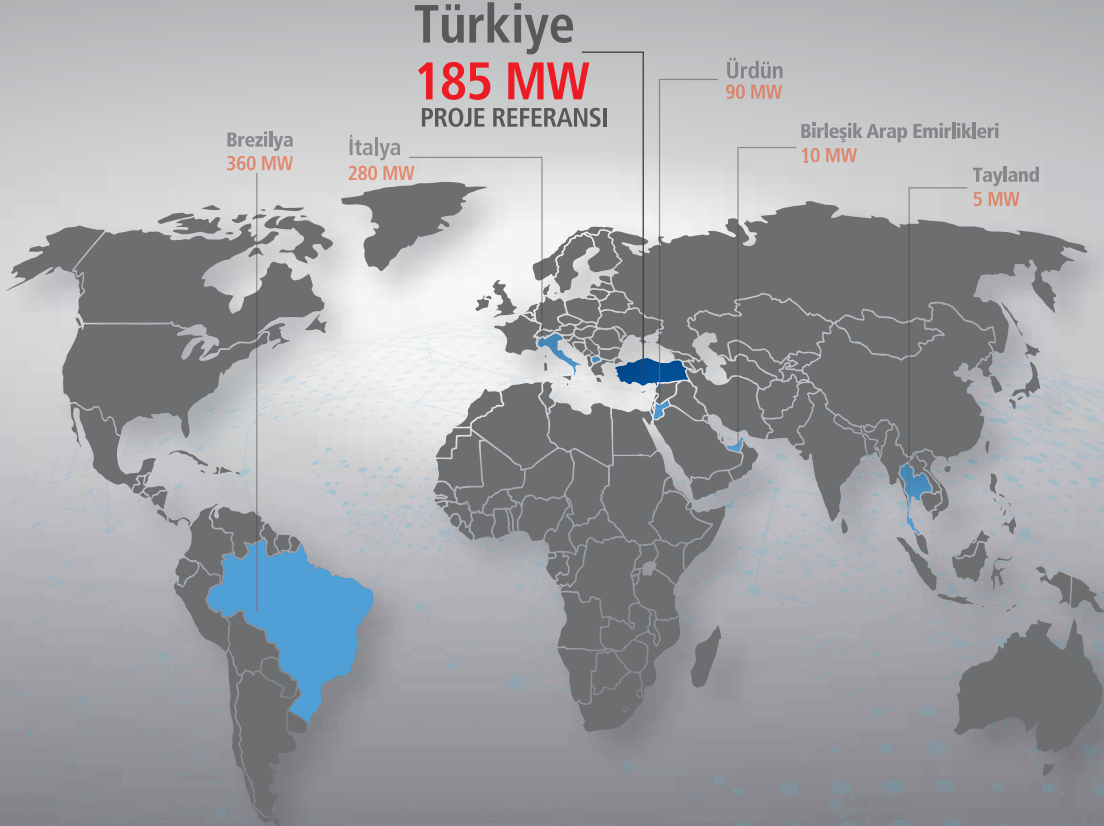 Türkiye
185 MW
PROJE REFERANSI
Ürdün
90 MW
Birleşik Arap Emirlikleri
10 MW
Brezilya
360 MW
İtalya
280 MW
Tayland
5 MW